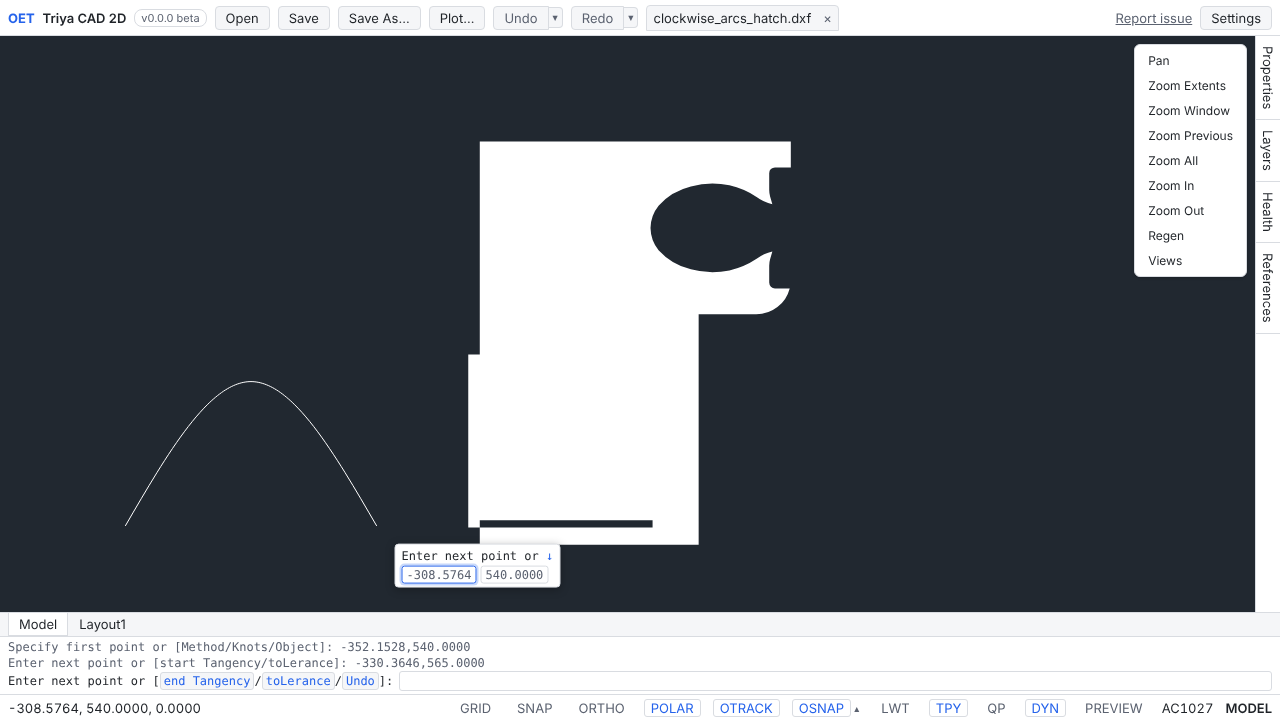 OET Triya CAD 2D v0.0.0 beta Open Save Save As... Plot... Undo ▾ Redo ▾ clockwise_arcs_hatch.dxf × Report issue Settings
Pan
Zoom Extents
Zoom Window
Zoom Previous
Zoom All
Zoom In
Zoom Out
Regen
Views
Properties
Layers
Health
References
Enter next point or ↓
-308.5764 540.0000
Model Layout1
Specify first point or [Method/Knots/Object]: -352.1528,540.0000
Enter next point or [start Tangency/toLerance]: -330.3646,565.0000
Enter next point or [end Tangency/toLerance/Undo]:
-308.5764, 540.0000, 0.0000 GRID SNAP ORTHO POLAR OTRACK OSNAP ▴ LWT TPY QP DYN PREVIEW AC1027 MODEL